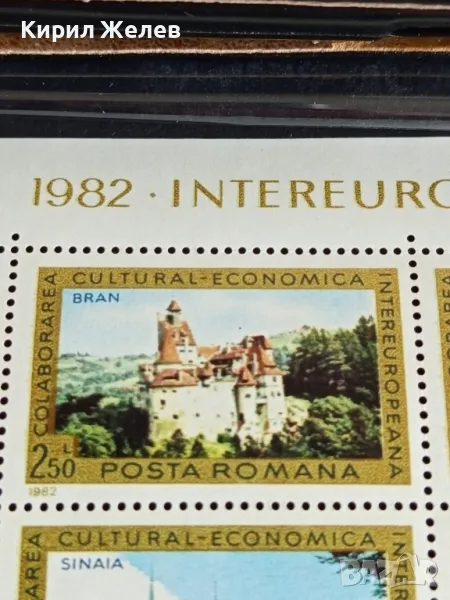 Кирил Желев
1982 · INTEREURO
COLABORAREA CULTURAL-ECONOMICA INTEREUROPEANA
BRAN
2.50 L
POSTA ROMANA
1982
CULTURAL-ECONOMICA
SINAIA